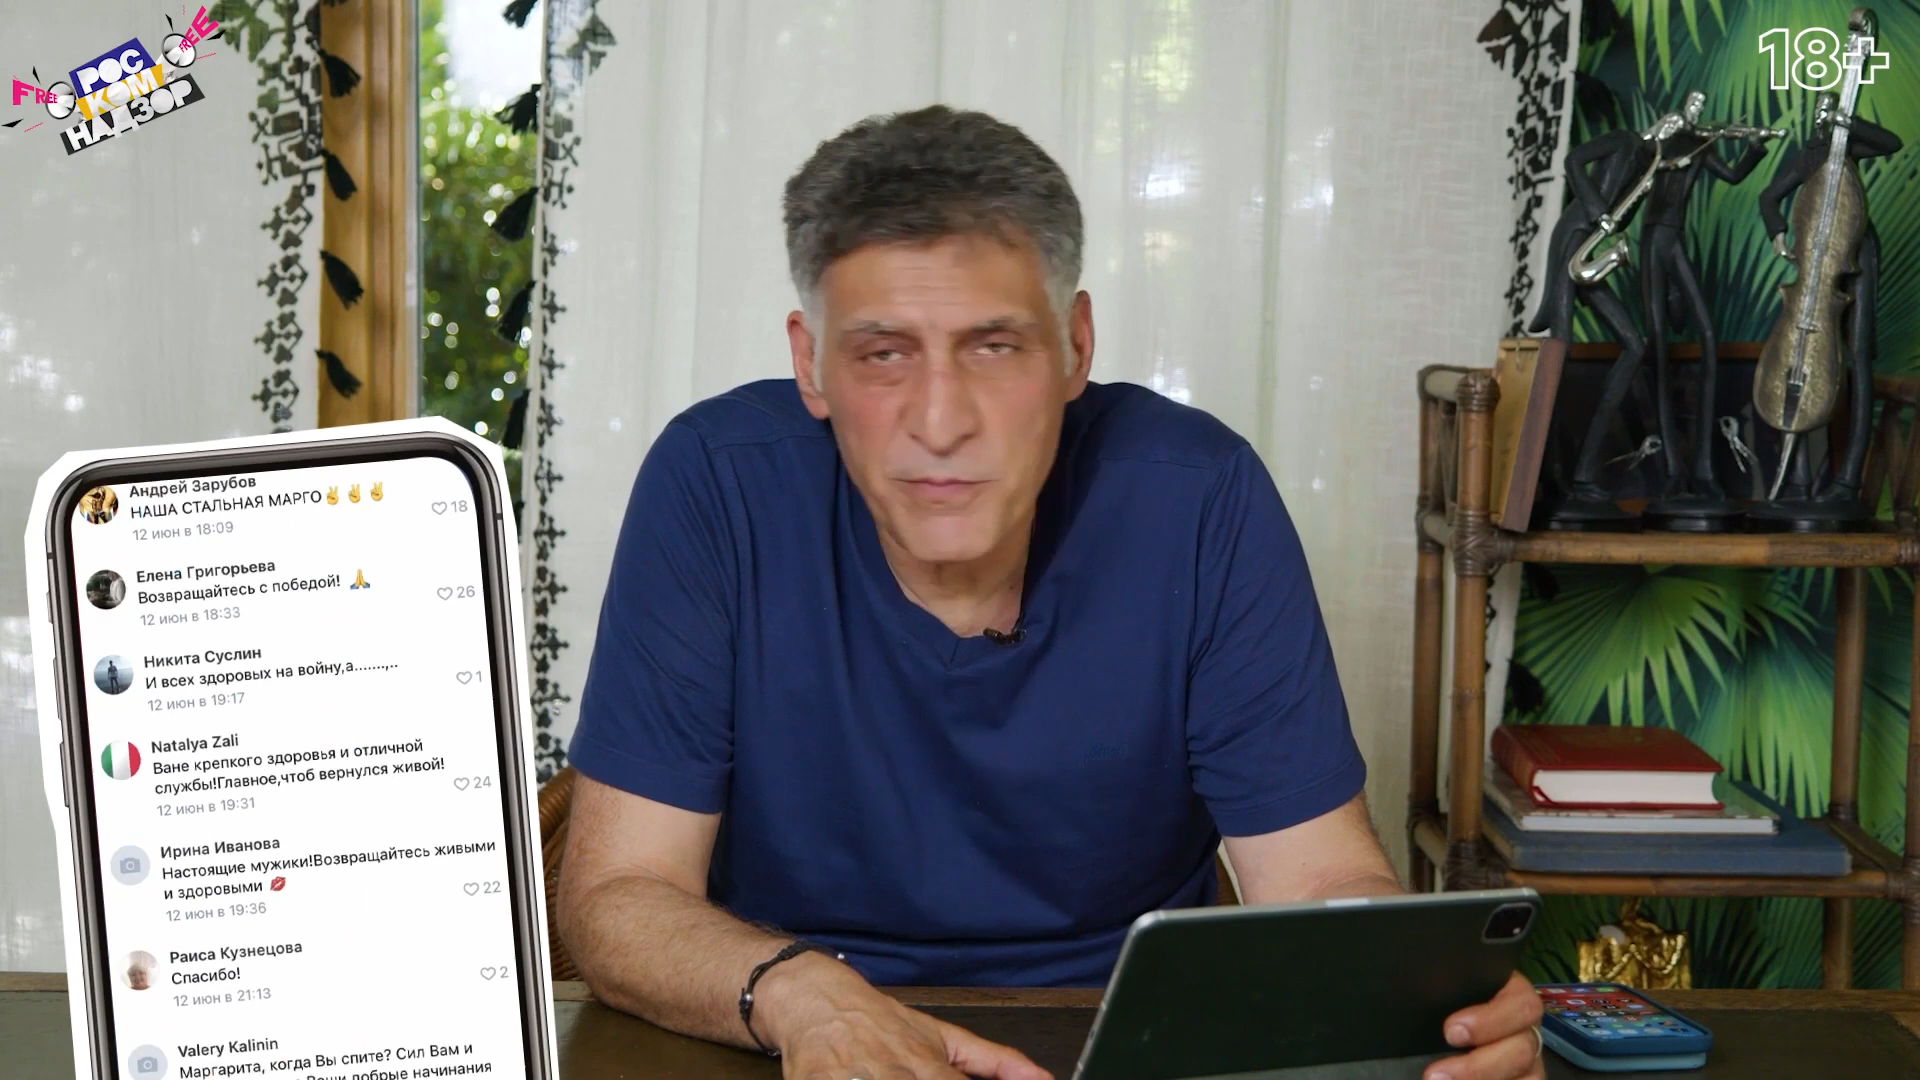 FREE
РОС
КОМ
НАДЗОР
FREE
18+
Андрей Зарубов
НАША СТАЛЬНАЯ МАРГО✌️✌️✌️
12 июн в 18:09
18
Елена Григорьева
Возвращайтесь с победой! 🙏
12 июн в 18:33
26
Никита Суслин
И всех здоровых на войну,а.......,..
12 июн в 19:17
1
Natalya Zali
Ване крепкого здоровья и отличной
службы!Главное,чтоб вернулся живой!
12 июн в 19:31
24
Ирина Иванова
Настоящие мужики!Возвращайтесь живыми
и здоровыми 💋
12 июн в 19:36
22
Раиса Кузнецова
Спасибо!
12 июн в 21:13
2
Valery Kalinin
Маргарита, когда Вы спите? Сил Вам и
Ваши добрые начинания